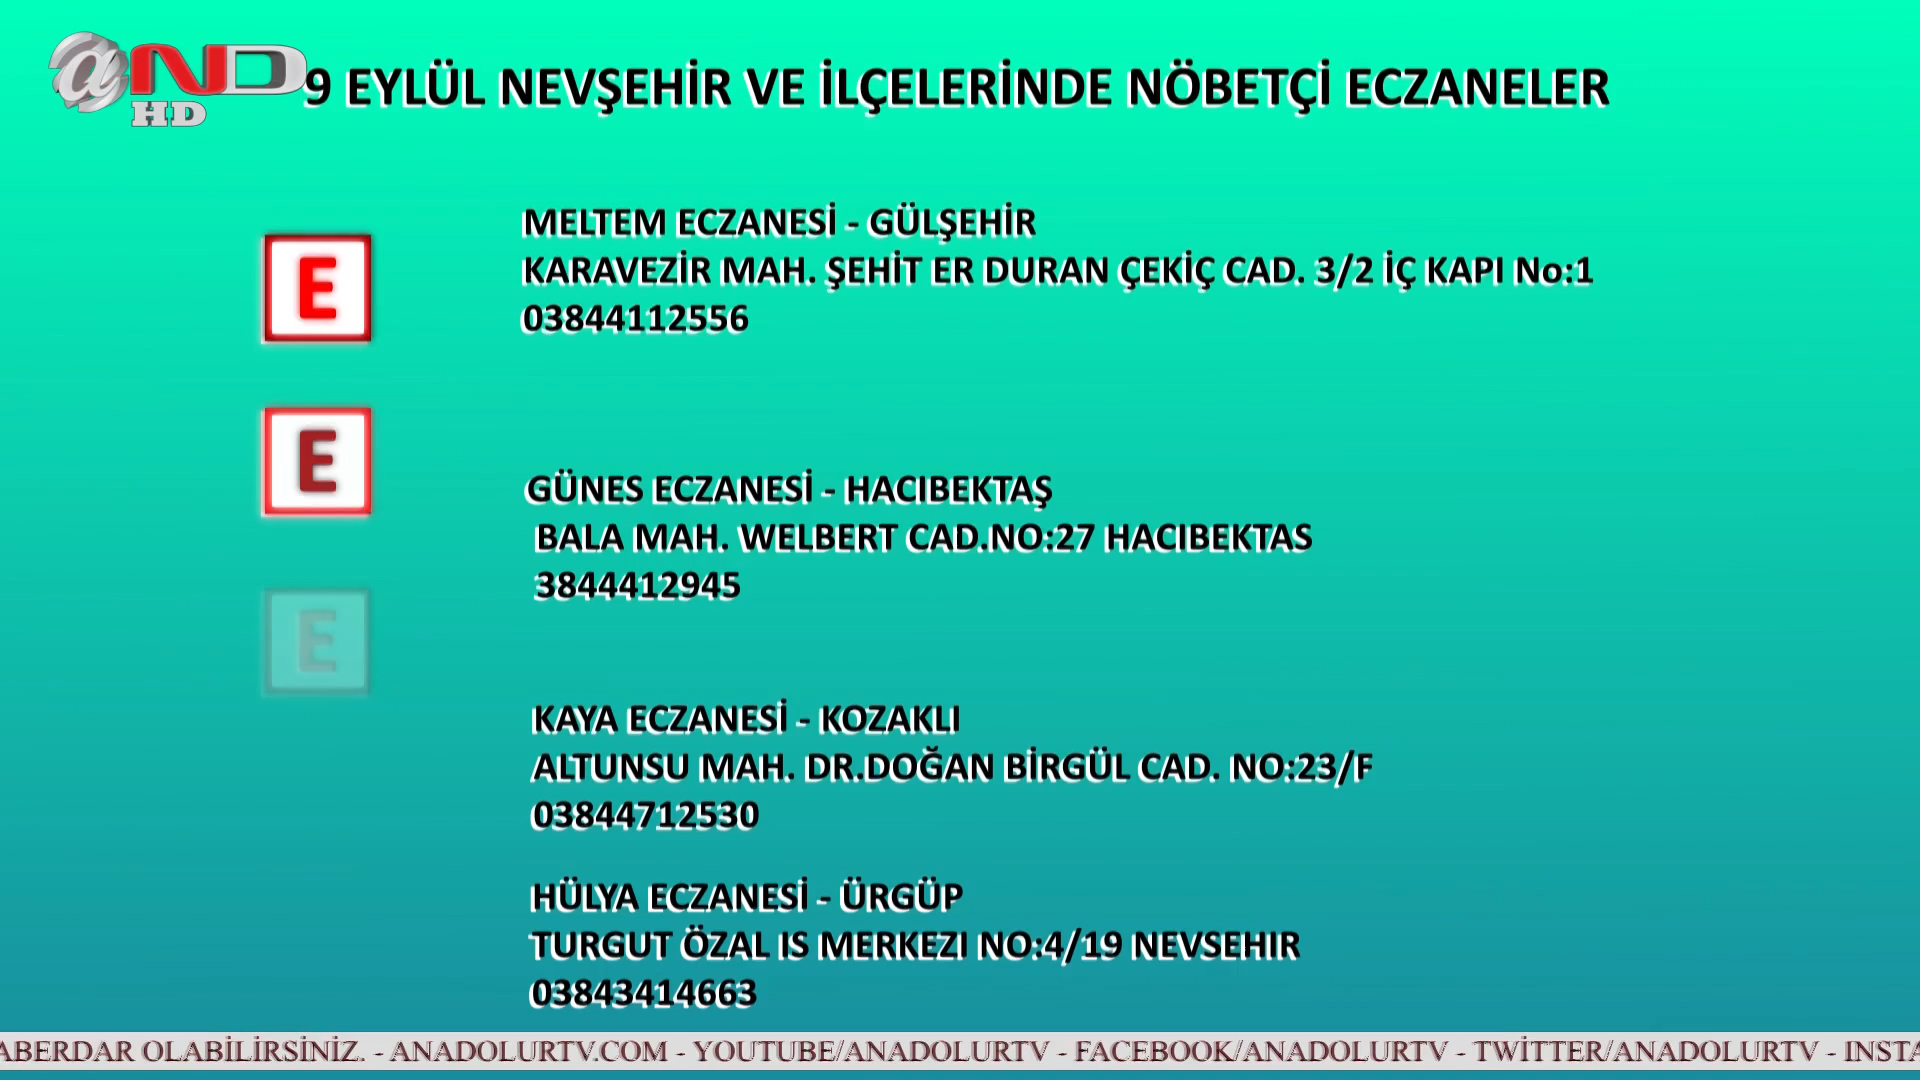 @ND
HD
9 EYLÜL NEVŞEHİR VE İLÇELERİNDE NÖBETÇİ ECZANELER
E
MELTEM ECZANESİ - GÜLŞEHİR
KARAVEZİR MAH. ŞEHİT ER DURAN ÇEKİÇ CAD. 3/2 İÇ KAPI No:1
03844112556
E
GÜNES ECZANESİ - HACIBEKTAŞ
BALA MAH. WELBERT CAD.NO:27 HACIBEKTAS
3844412945
E
KAYA ECZANESİ - KOZAKLI
ALTUNSU MAH. DR.DOĞAN BİRGÜL CAD. NO:23/F
03844712530
HÜLYA ECZANESİ - ÜRGÜP
TURGUT ÖZAL IS MERKEZI NO:4/19 NEVSEHIR
03843414663
ABERDAR OLABİLİRSİNİZ. - ANADOLURTV.COM - YOUTUBE/ANADOLURTV - FACEBOOK/ANADOLURTV - TWİTTER/ANADOLURTV - INSTA